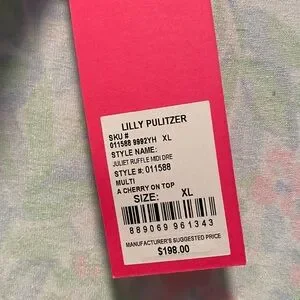 LILLY PULITZER
SKU #
011588 9992YH XL
STYLE NAME:
JULIET RUFFLE MIDI DRE
STYLE #: 011588
MULTI
A CHERRY ON TOP
SIZE: XL
889069 961343
MANUFACTURER'S SUGGESTED PRICE
$198.00